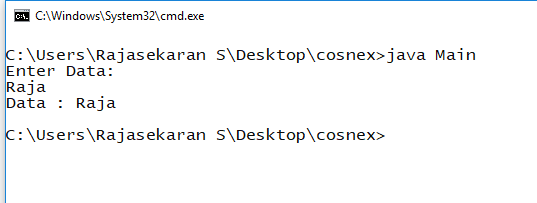 C:\Windows\System32\cmd.exe
C:\Users\Rajasekaran S\Desktop\cosnex>java Main
Enter Data:
Raja
Data : Raja
C:\Users\Rajasekaran S\Desktop\cosnex>